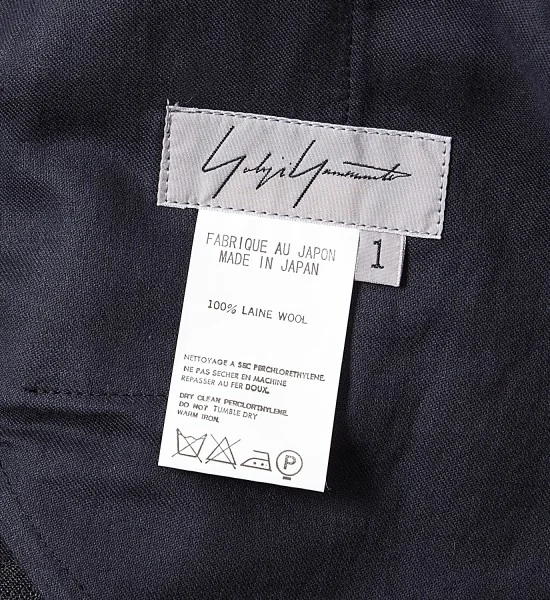 Yohji Yamamoto
1
FABRIQUE AU JAPON
MADE IN JAPAN
100% LAINE WOOL
NETTOYAGE A SEC PERCHLORETHYLENE.
NE PAS SECHER EN MACHINE
REPASSER AU FER DOUX.
DRY CLEAN PERCLORTHYLENE.
DO NOT TUMBLE DRY
WARM IRON.
P